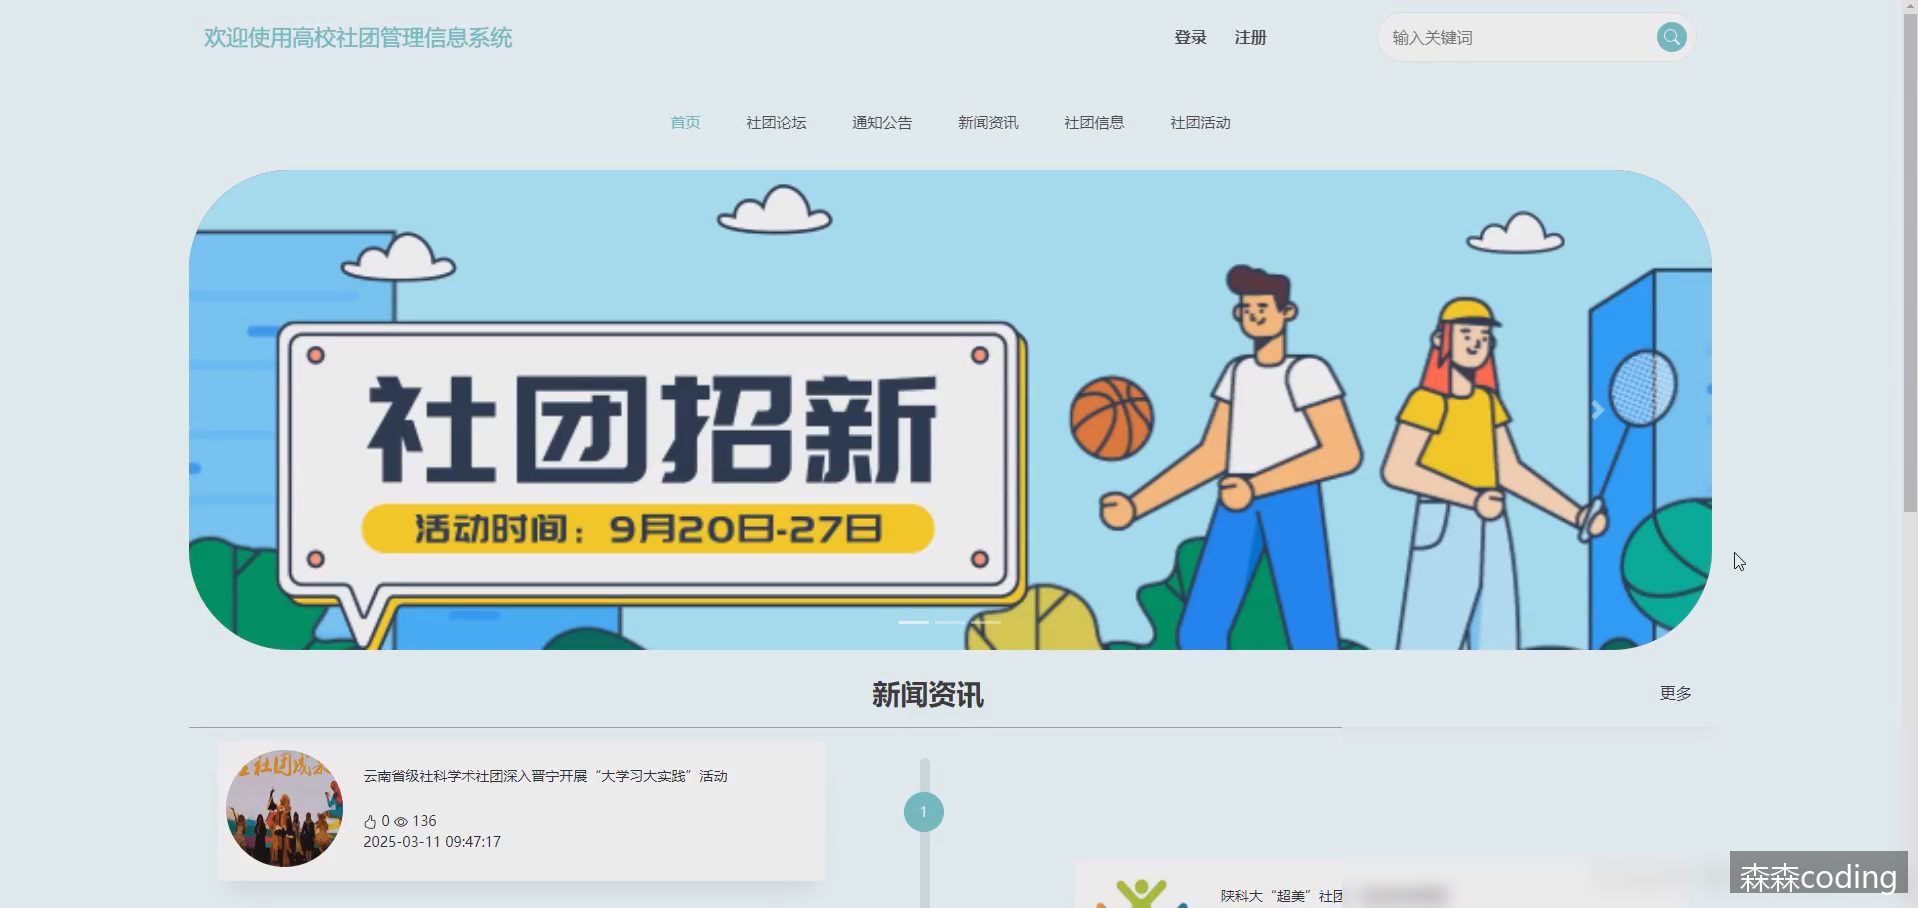 欢迎使用高校社团管理信息系统
登录 注册 输入关键词
首页 社团论坛 通知公告 新闻资讯 社团信息 社团活动
社团招新
活动时间：9月20日-27日
新闻资讯 更多
云南省级社科学术社团深入晋宁开展“大学习大实践”活动
0 136
2025-03-11 09:47:17
1
陕科大“超美”社团
森森coding